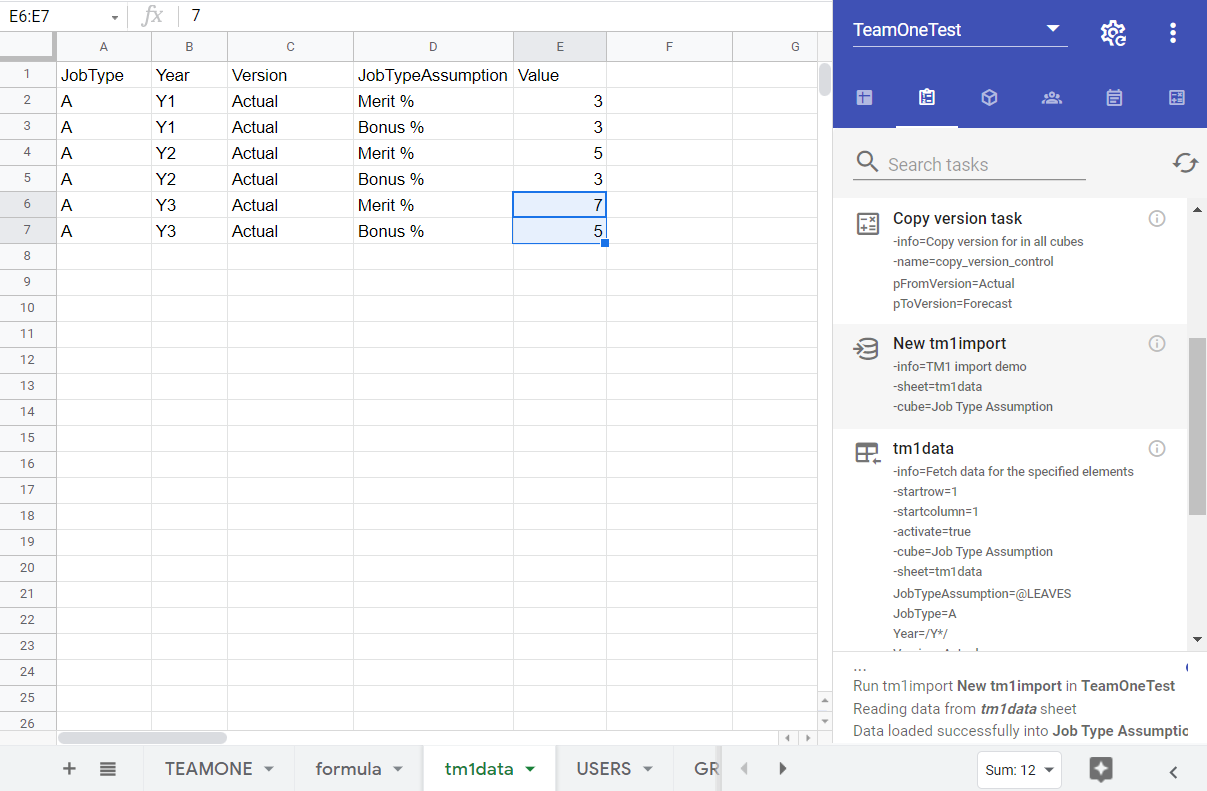 E6:E7 fx 7
A B C D E F G
1 JobType Year Version JobTypeAssumption Value
2 A Y1 Actual Merit % 3
3 A Y1 Actual Bonus % 3
4 A Y2 Actual Merit % 5
5 A Y2 Actual Bonus % 3
6 A Y3 Actual Merit % 7
7 A Y3 Actual Bonus % 5
8
9
10
11
12
13
14
15
16
17
18
19
20
21
22
23
24
25
26
TEAMONE formula tm1data USERS GR
Sum: 12
TeamOneTest
Search tasks
Copy version task
-info=Copy version for in all cubes
-name=copy_version_control
pFromVersion=Actual
pToVersion=Forecast
New tm1import
-info=TM1 import demo
-sheet=tm1data
-cube=Job Type Assumption
tm1data
-info=Fetch data for the specified elements
-startrow=1
-startcolumn=1
-activate=true
-cube=Job Type Assumption
-sheet=tm1data
JobTypeAssumption=@LEAVES
JobType=A
Year=/Y*/
...
Run tm1import New tm1import in TeamOneTest
Reading data from tm1data sheet
Data loaded successfully into Job Type Assumptic